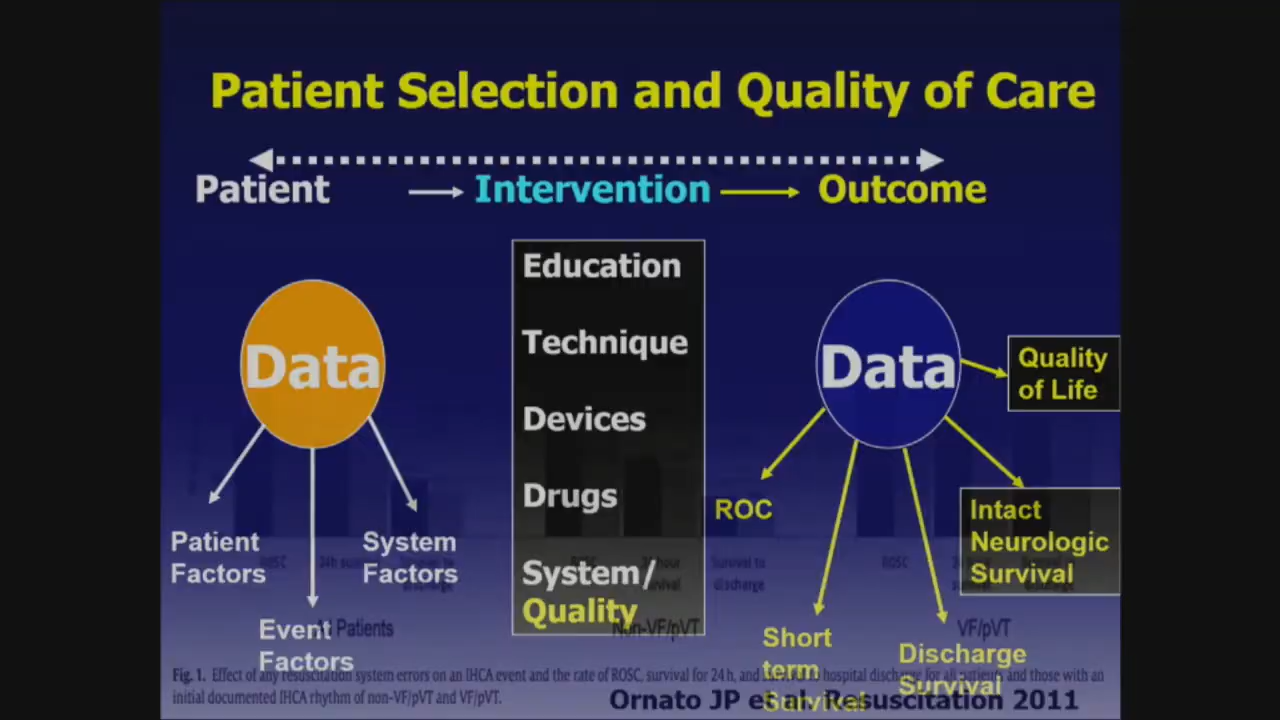 Patient Selection and Quality of Care
Patient
Intervention
Outcome
Education
Technique
Devices
Drugs
System/
Quality
Data
Patient
Factors
Event
Factors
System
Factors
Data
Quality
of Life
ROC
Short
term
Survival
Discharge
Survival
Intact
Neurologic
Survival
ROSC
discharge
Patients
Survival to
discharge
Non-VF/pVT
ROSC
VF/pVT
Fig. 1. Effect of any resuscitation system errors on an IHCA event and the rate of ROSC, survival for 24 h, and hospital discharge for all patients and those with an
initial documented IHCA rhythm of non-VF/pVT and VF/pVT.
Ornato JP et al. Resuscitation 2011